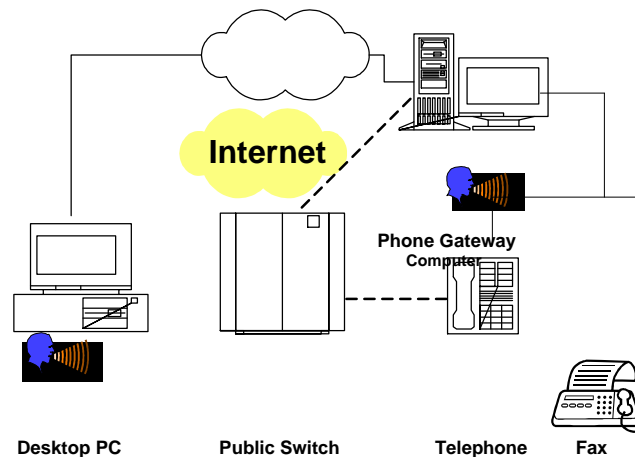 Internet
Phone Gateway
Computer
Desktop PC
Public Switch
Telephone
Fax